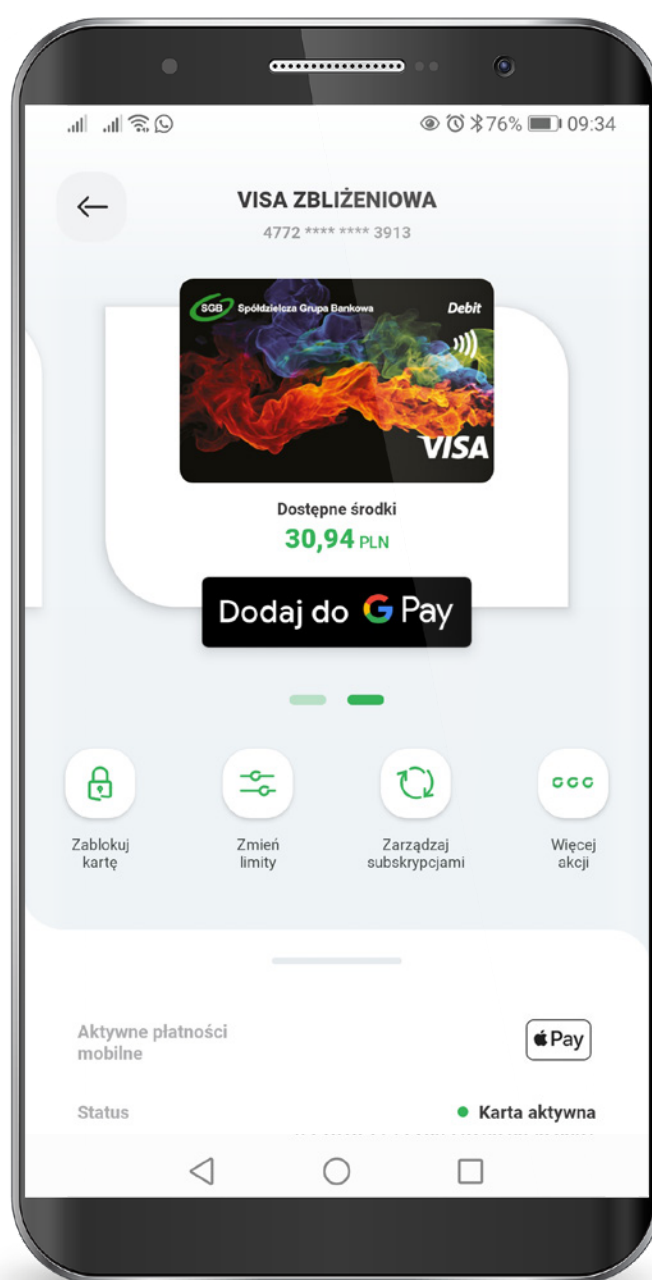 76% 09:34
VISA ZBLIŻENIOWA
4772 **** **** 3913
SGB Spółdzielcza Grupa Bankowa Debit
VISA
Dostępne środki
30,94 PLN
Dodaj do G Pay
Zablokuj kartę
Zmień limity
Zarządzaj subskrypcjami
Więcej akcji
Aktywne płatności
mobilne
Pay
Status Karta aktywna